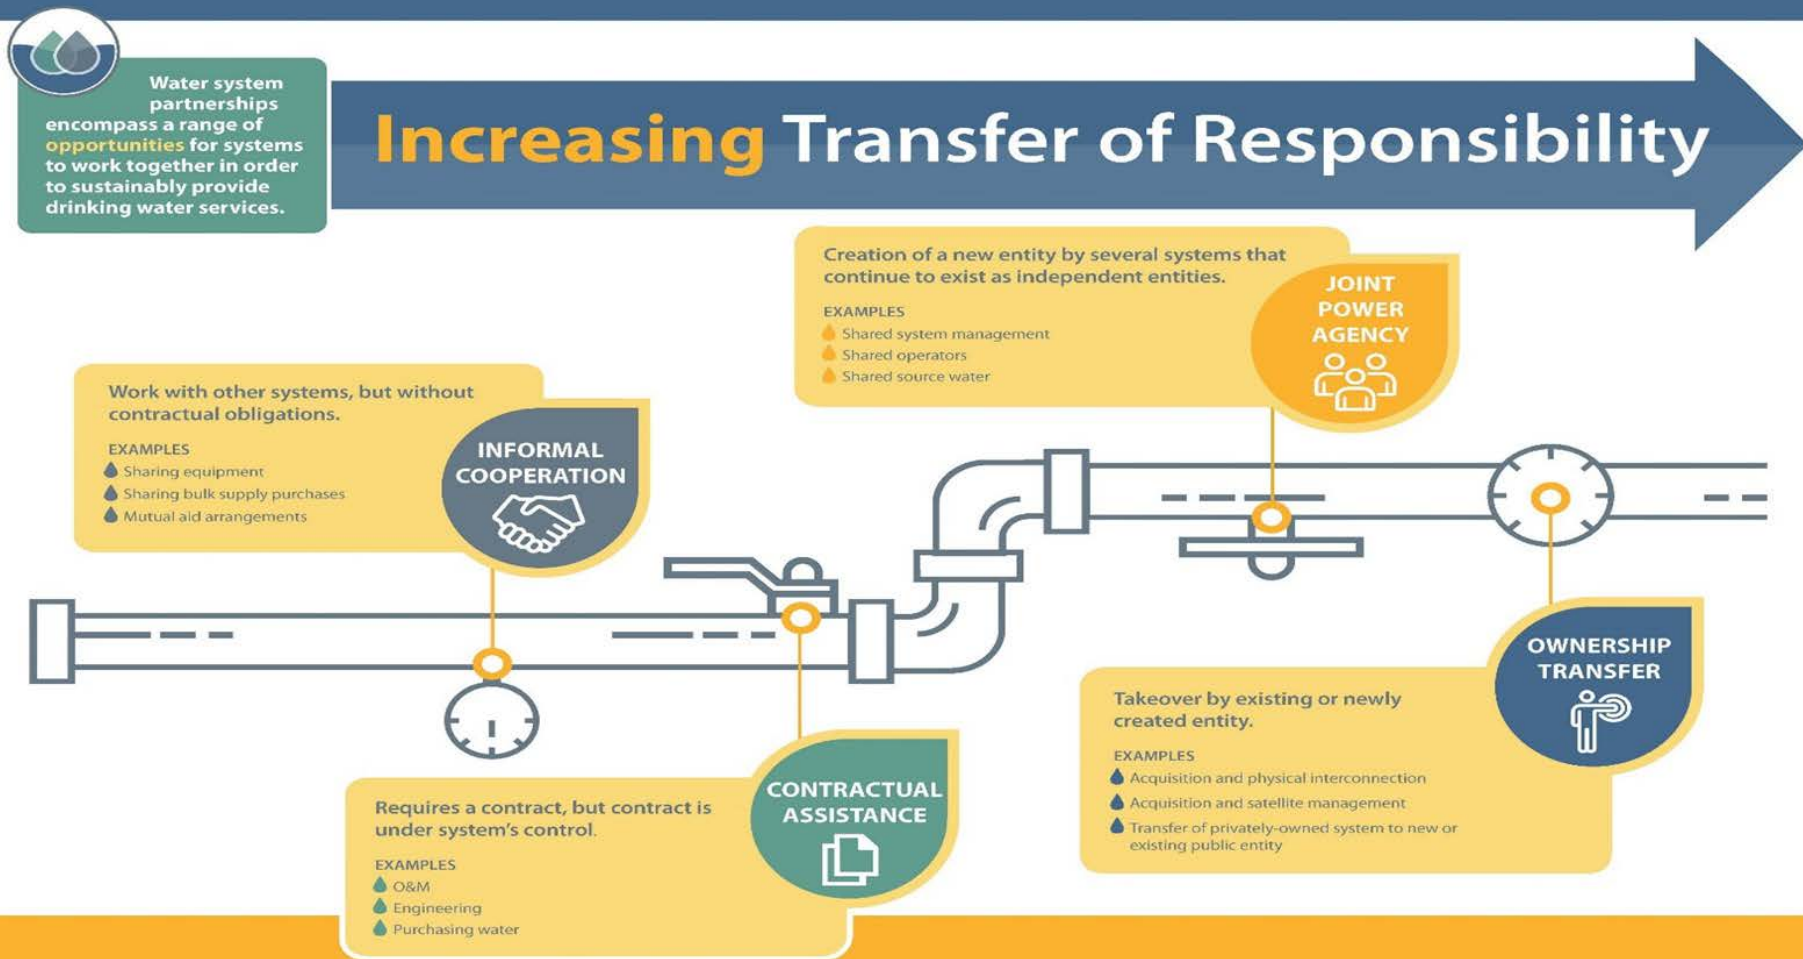 Water system
partnerships
encompass a range of
opportunities for systems
to work together in order
to sustainably provide
drinking water services.
Increasing Transfer of Responsibility
Work with other systems, but without
contractual obligations.
EXAMPLES
Sharing equipment
Sharing bulk supply purchases
Mutual aid arrangements
INFORMAL
COOPERATION
Requires a contract, but contract is
under system's control.
EXAMPLES
O&M
Engineering
Purchasing water
CONTRACTUAL
ASSISTANCE
Creation of a new entity by several systems that
continue to exist as independent entities.
EXAMPLES
Shared system management
Shared operators
Shared source water
JOINT
POWER
AGENCY
Takeover by existing or newly
created entity.
EXAMPLES
Acquisition and physical interconnection
Acquisition and satellite management
Transfer of privately-owned system to new or
existing public entity
OWNERSHIP
TRANSFER